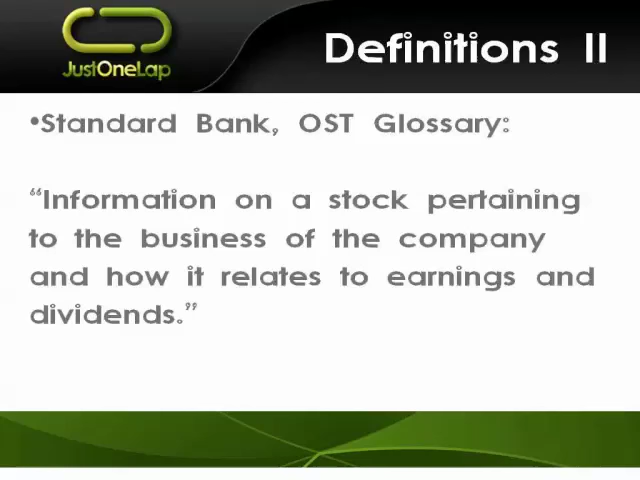 JustOneLap
Definitions II
•Standard Bank, OST Glossary:
“Information on a stock pertaining
to the business of the company
and how it relates to earnings and
dividends.”